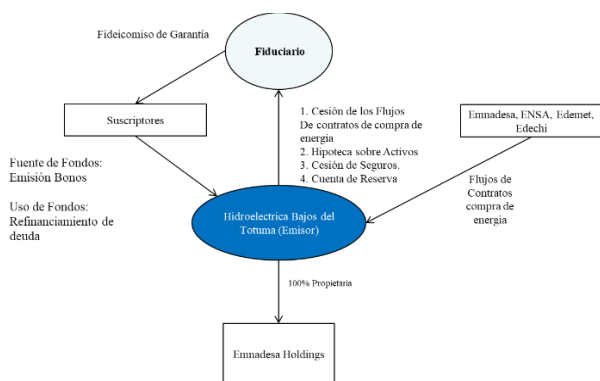 Fideicomiso de Garantía
Fiduciario
Suscriptores
1. Cesión de los Flujos
De contratos de compra de
energía
2. Hipoteca sobre Activos
3. Cesión de Seguros.
4. Cuenta de Reserva
Emnadesa, ENSA, Edemet,
Edechi
Fuente de Fondos:
Emisión Bonos
Uso de Fondos:
Refinanciamiento de
deuda
Flujos de
Contratos
compra de
energia
Hidroelectrica Bajos del
Totuma (Emisor)
100% Propietaria
Emnadesa Holdings